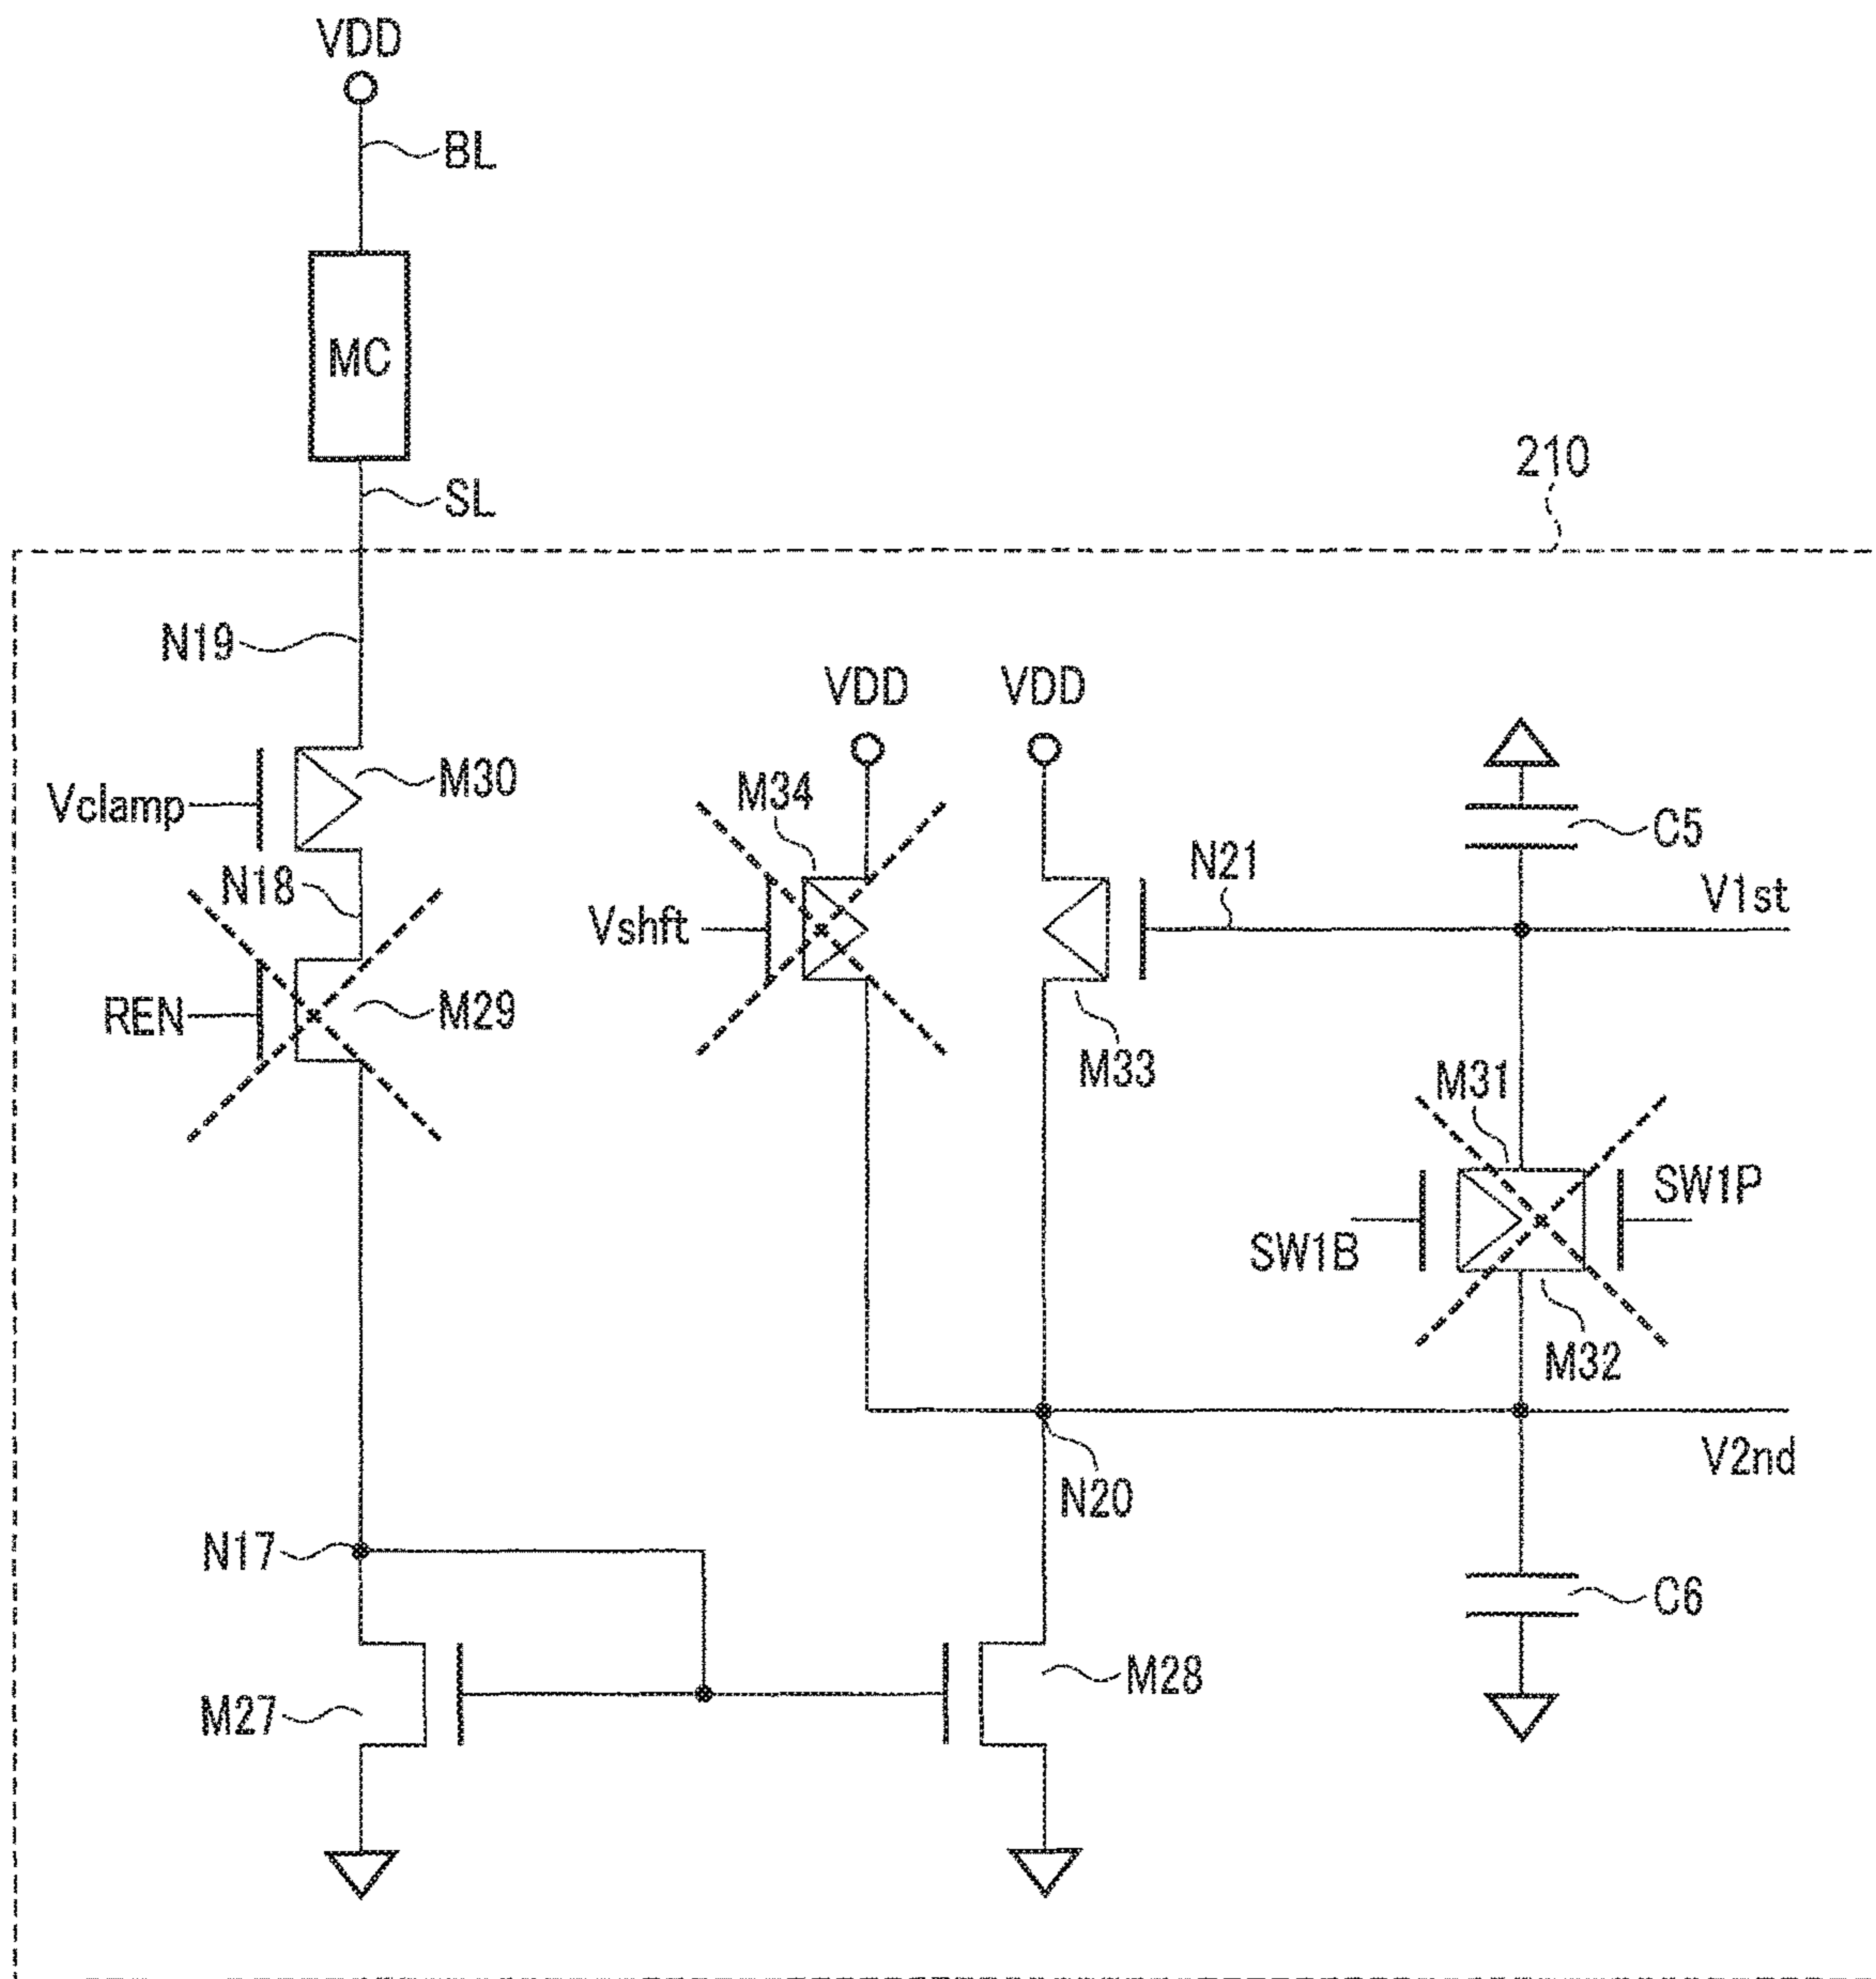 VDD
BL
MC
SL
210
N19
VDD
VDD
M30
M34
Vclamp
C5
N18
N21
V1st
Vshft
REN
M29
M33
M31
SW1P
SW1B
M32
V2nd
N20
N17
C6
M28
M27